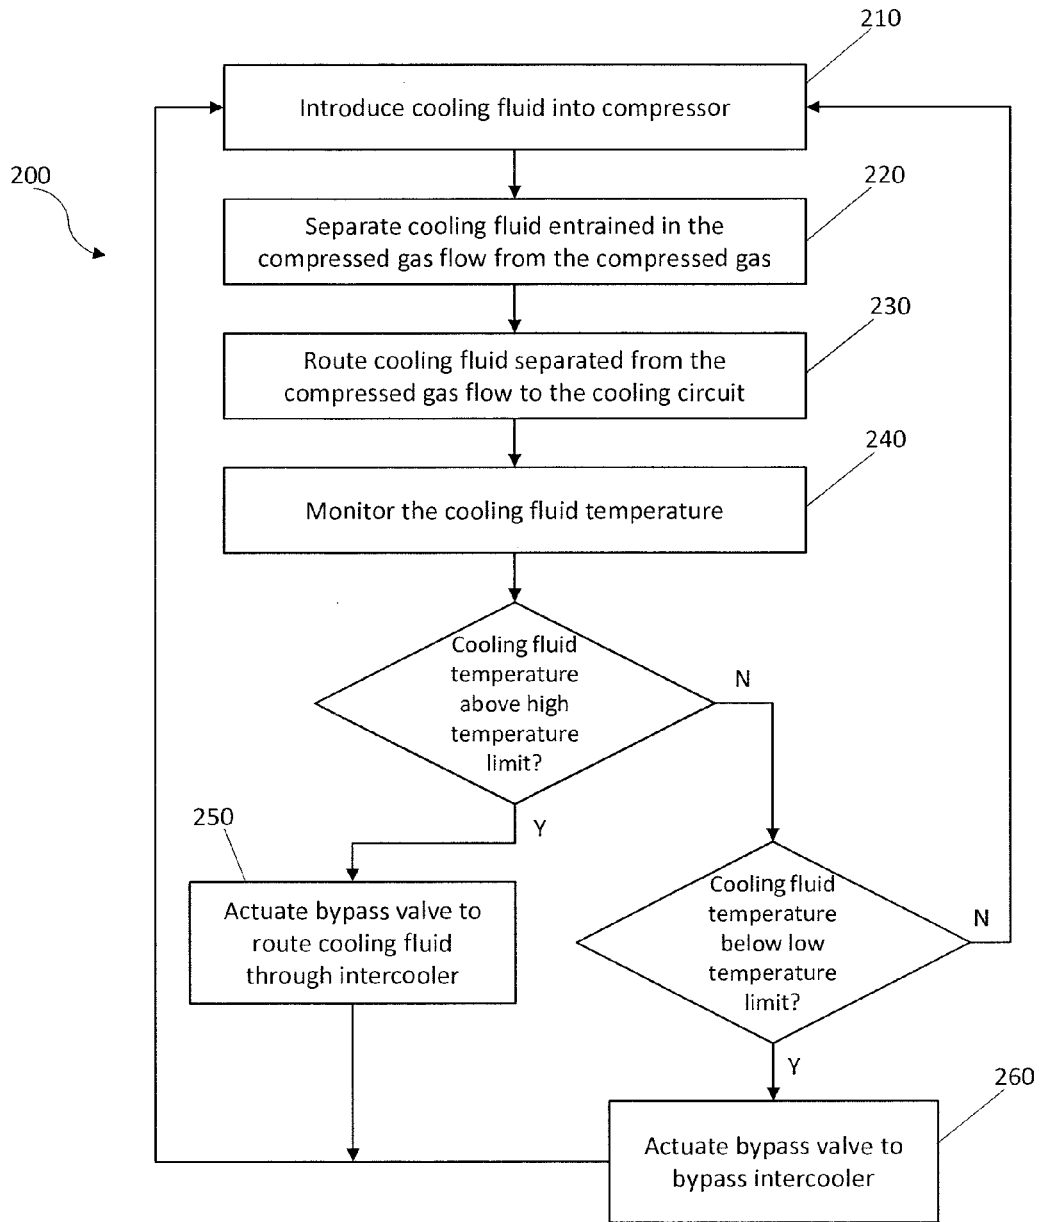 210
Introduce cooling fluid into compressor
200
220
Separate cooling fluid entrained in the
compressed gas flow from the compressed gas
230
Route cooling fluid separated from the
compressed gas flow to the cooling circuit
240
Monitor the cooling fluid temperature
Cooling fluid
temperature
above high
temperature
limit?
N
Y
250
Actuate bypass valve to
route cooling fluid
through intercooler
Cooling fluid
temperature
below low
temperature
limit?
N
Y
260
Actuate bypass valve to
bypass intercooler